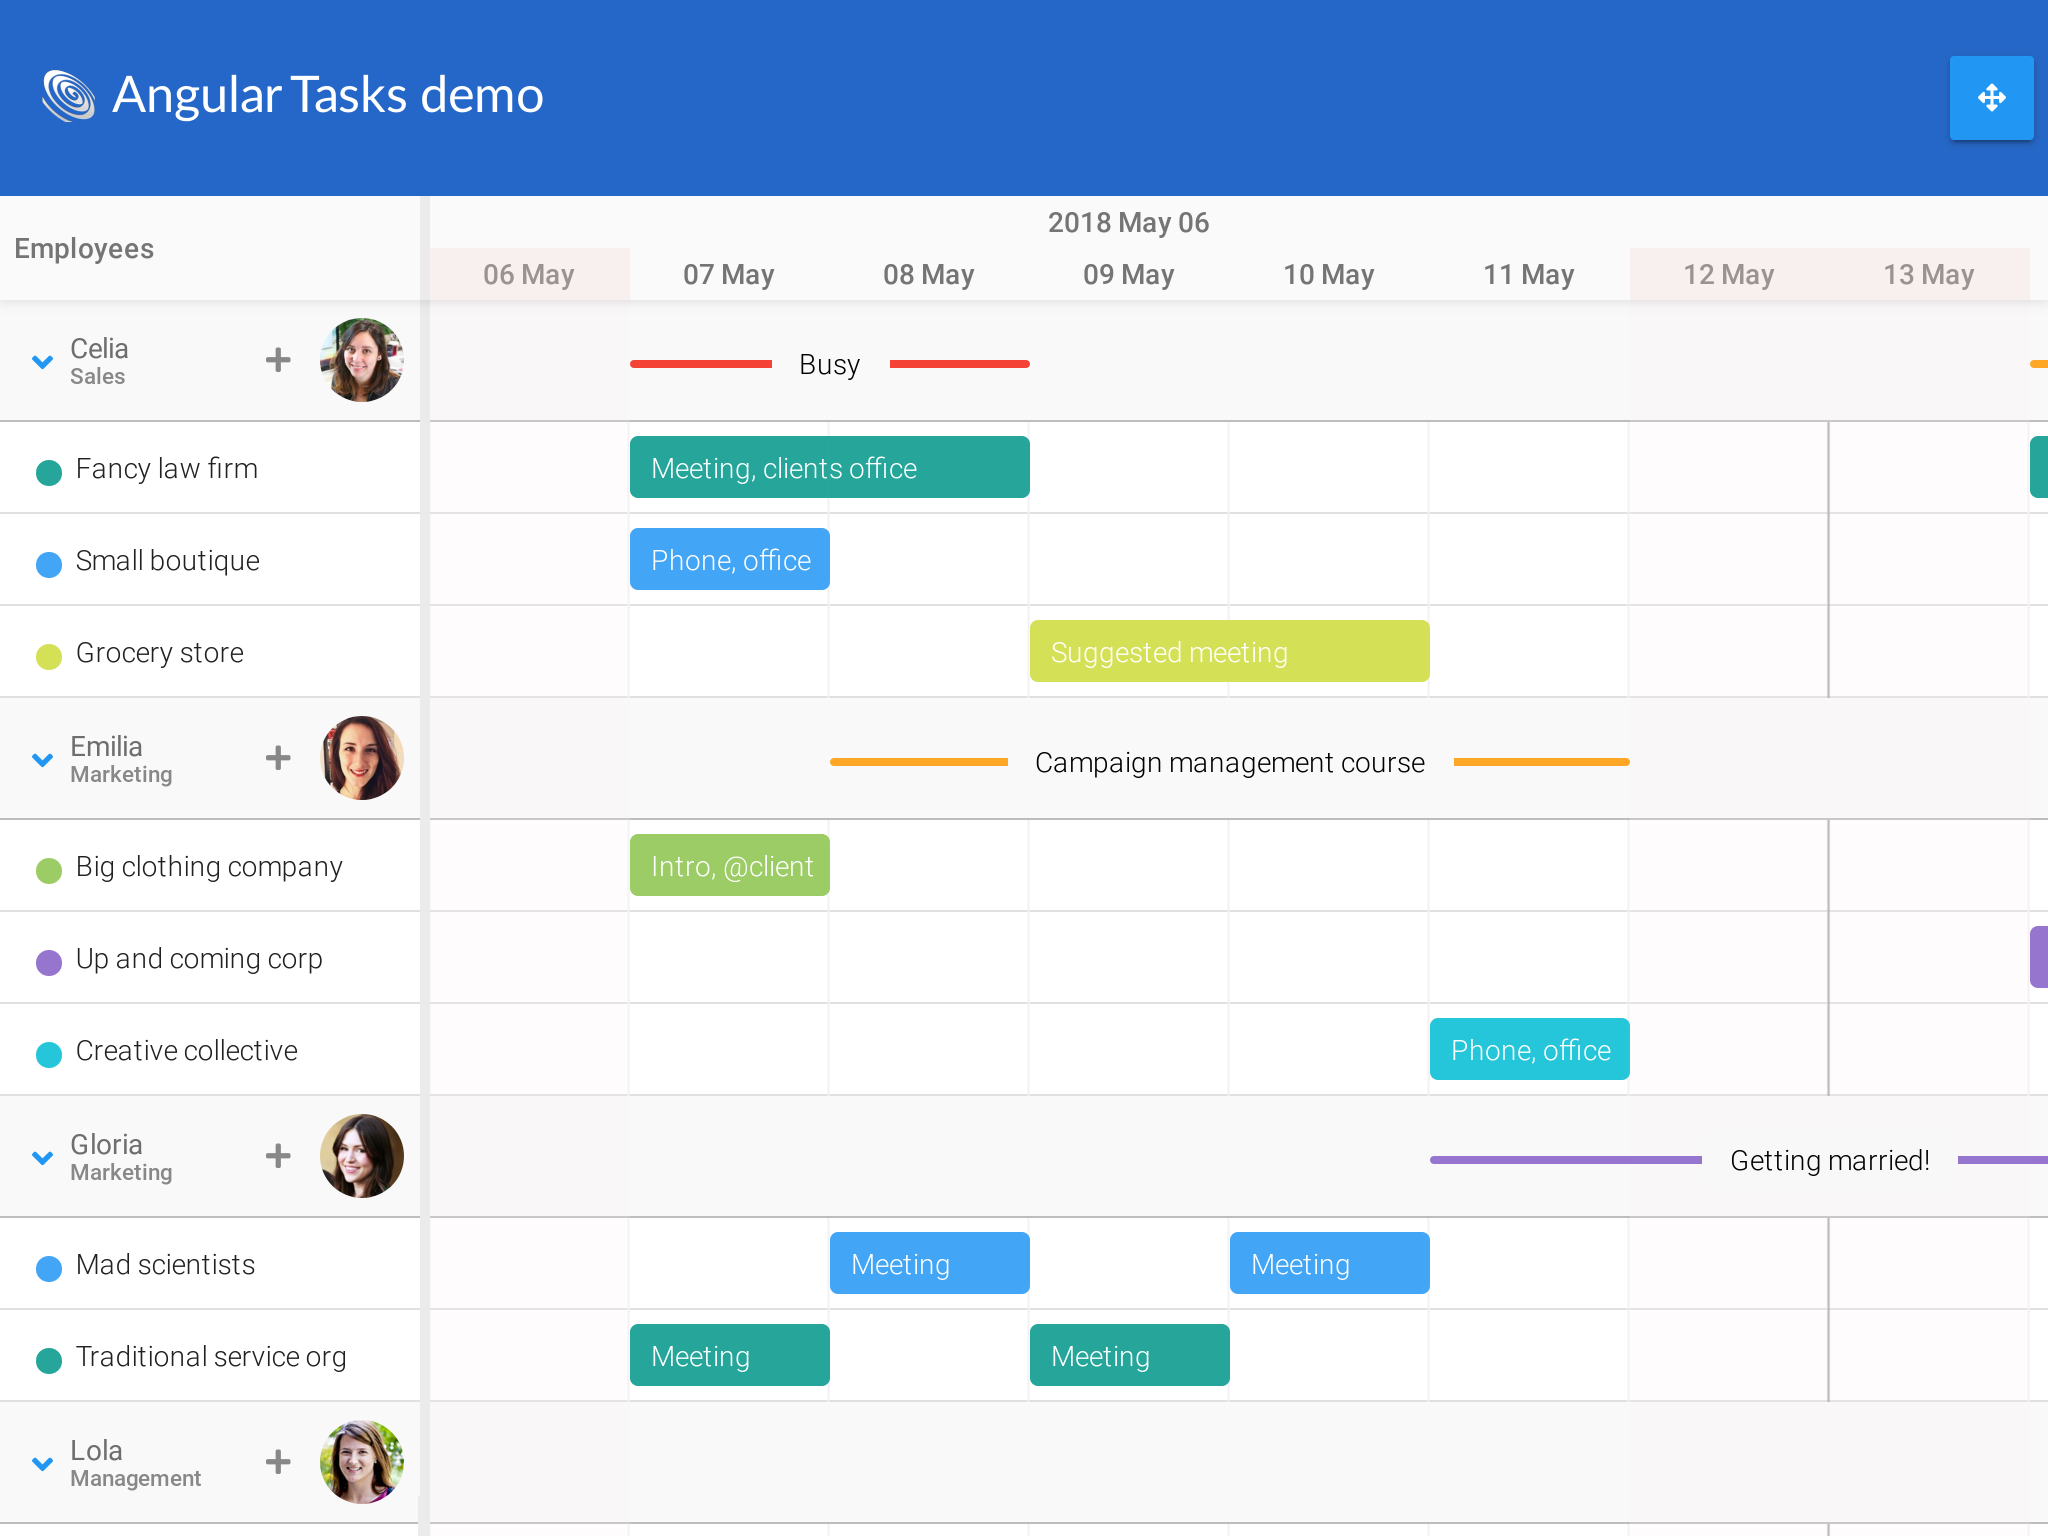 Angular Tasks demo
Employees
2018 May 06
06 May
07 May
08 May
09 May
10 May
11 May
12 May
13 May
Celia
Sales
Busy
Fancy law firm
Meeting, clients office
Small boutique
Phone, office
Grocery store
Suggested meeting
Emilia
Marketing
Campaign management course
Big clothing company
Intro, @client
Up and coming corp
Creative collective
Phone, office
Gloria
Marketing
Getting married!
Mad scientists
Meeting
Meeting
Traditional service org
Meeting
Meeting
Lola
Management